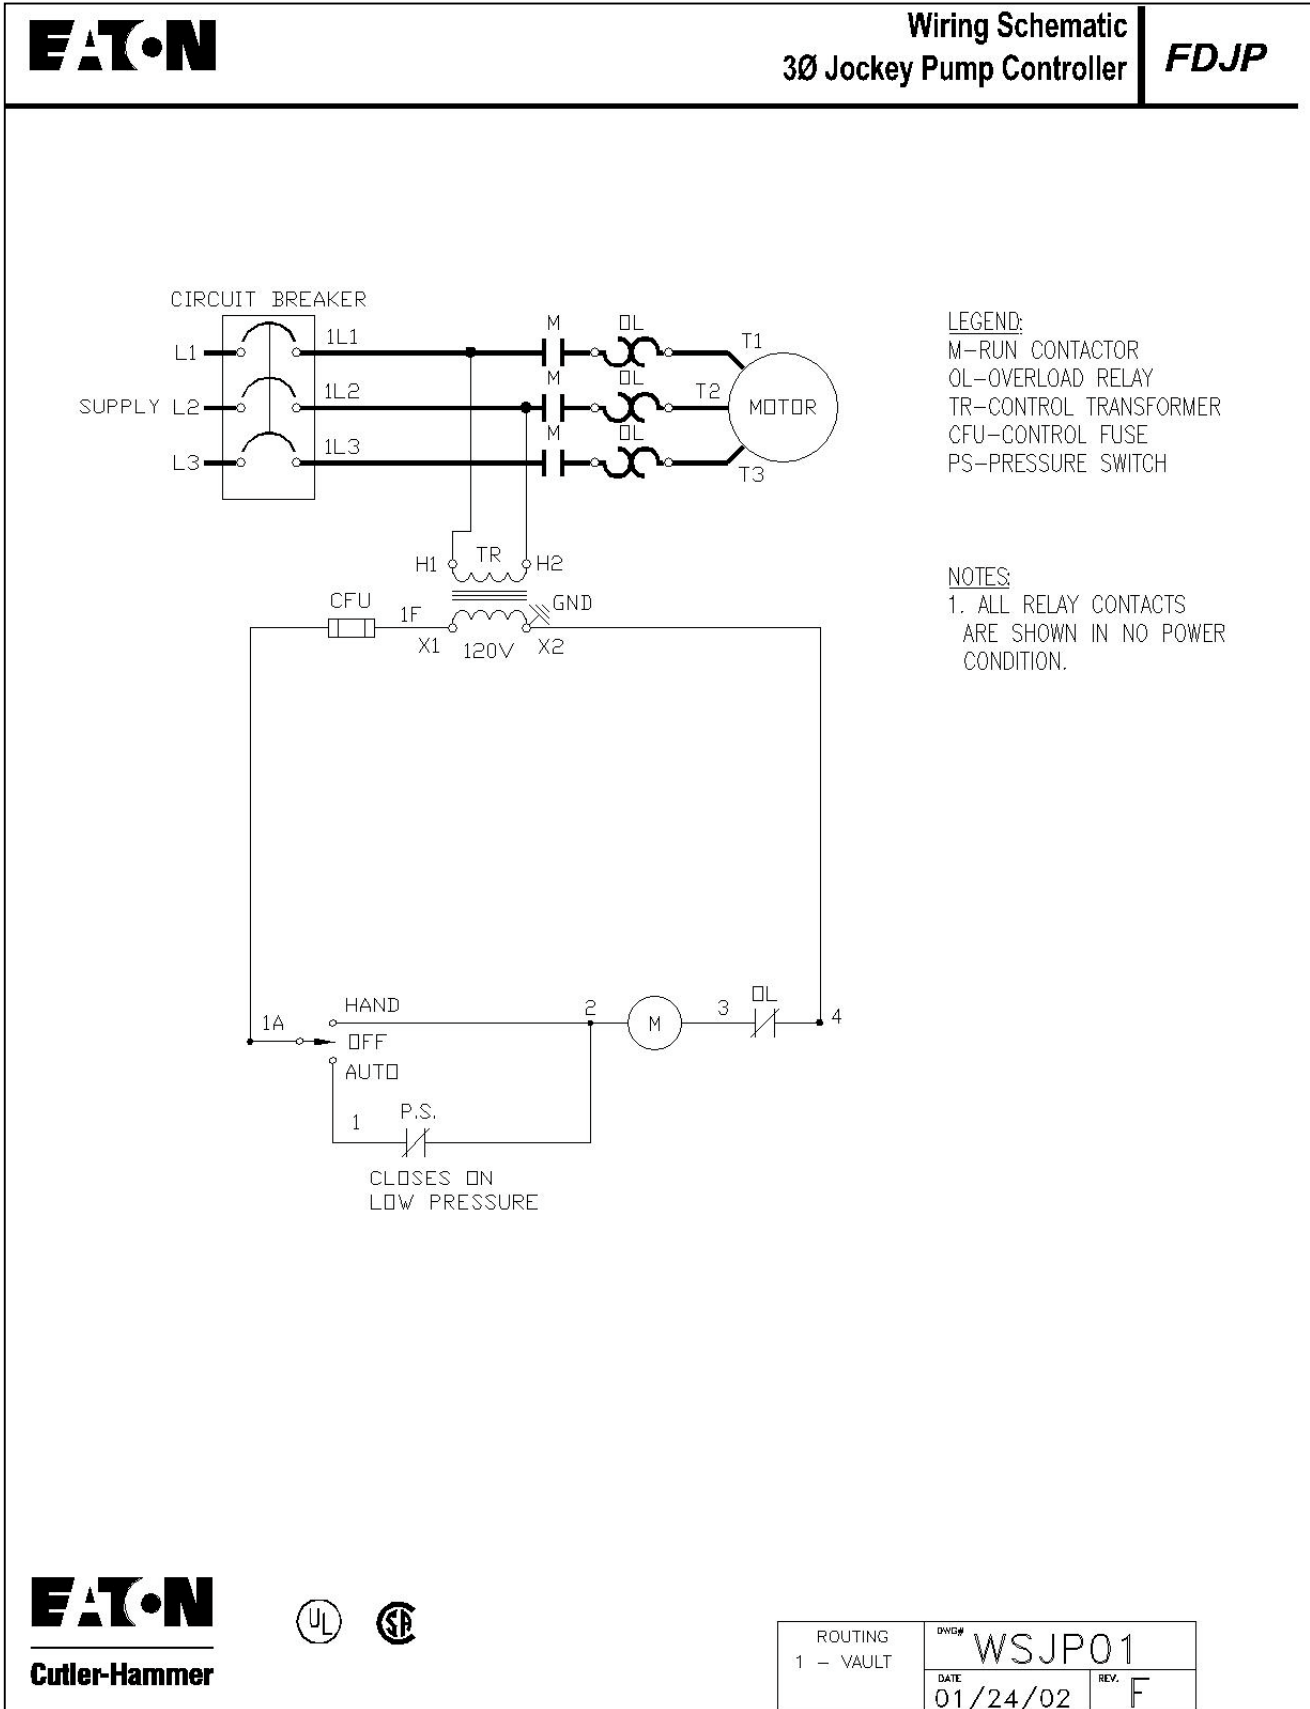 EATON
Wiring Schematic
3Ø Jockey Pump Controller
FDJP
CIRCUIT BREAKER
L1
1L1
M
OL
T1
SUPPLY L2
1L2
M
OL
T2
MOTOR
L3
1L3
M
OL
T3
LEGEND:
M-RUN CONTACTOR
OL-OVERLOAD RELAY
TR-CONTROL TRANSFORMER
CFU-CONTROL FUSE
PS-PRESSURE SWITCH
NOTES:
1. ALL RELAY CONTACTS
ARE SHOWN IN NO POWER
CONDITION.
H1
TR
H2
CFU
1F
GND
X1
120V
X2
1A
HAND
OFF
AUTO
2
M
3
OL
4
1
P.S.
CLOSES ON
LOW PRESSURE
EATON
Cutler-Hammer
UL
SA
ROUTING
1 - VAULT
DWG#
WSJP01
DATE
01/24/02
REV.
F